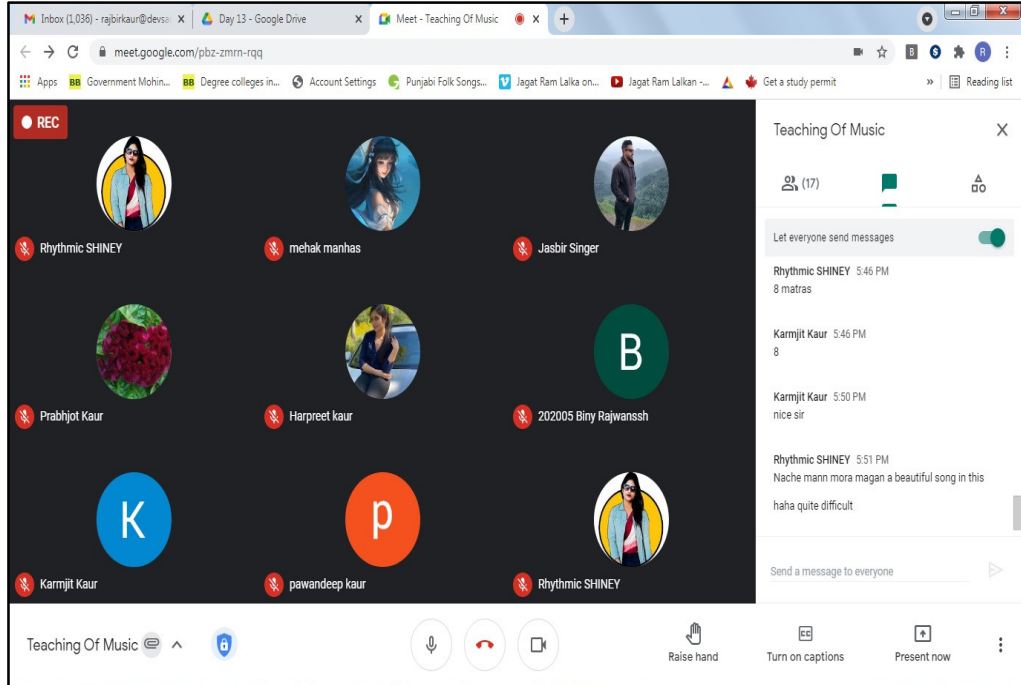 Inbox (1,036) - rajbirkaur@devsa
Day 13 - Google Drive
Meet - Teaching Of Music
meet.google.com/pbz-zmrn-rqq
Apps
BB Government Mohin...
BB Degree colleges in...
Account Settings
Punjabi Folk Songs...
Jagat Ram Lalka on...
Jagat Ram Lalkan -...
Get a study permit
»
Reading list
REC
Rhythmic SHINEY
mehak manhas
Jasbir Singer
Prabhjot Kaur
Harpreet kaur
B
202005 Biny Rajwanssh
K
Karmjit Kaur
p
pawandeep kaur
Rhythmic SHINEY
Teaching Of Music
(17)
Let everyone send messages
Rhythmic SHINEY 5:46 PM
8 matras
Karmjit Kaur 5:46 PM
8
Karmjit Kaur 5:50 PM
nice sir
Rhythmic SHINEY 5:51 PM
Nache mann mora magan a beautiful song in this
haha quite difficult
Send a message to everyone
Teaching Of Music
Raise hand
CC
Turn on captions
Present now